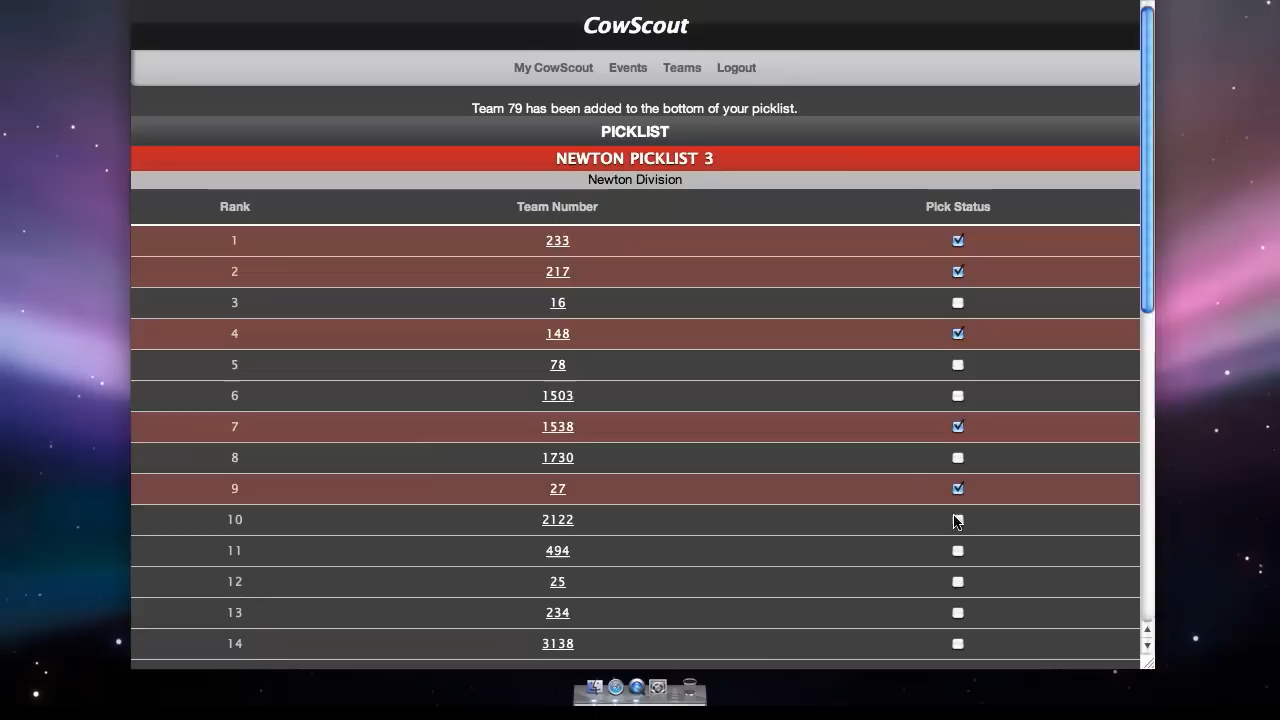 CowScout
My CowScout Events Teams Logout
Team 79 has been added to the bottom of your picklist.
PICKLIST
NEWTON PICKLIST 3
Newton Division
Rank Team Number Pick Status
1 233
2 217
3 16
4 148
5 78
6 1503
7 1538
8 1730
9 27
10 2122
11 494
12 25
13 234
14 3138